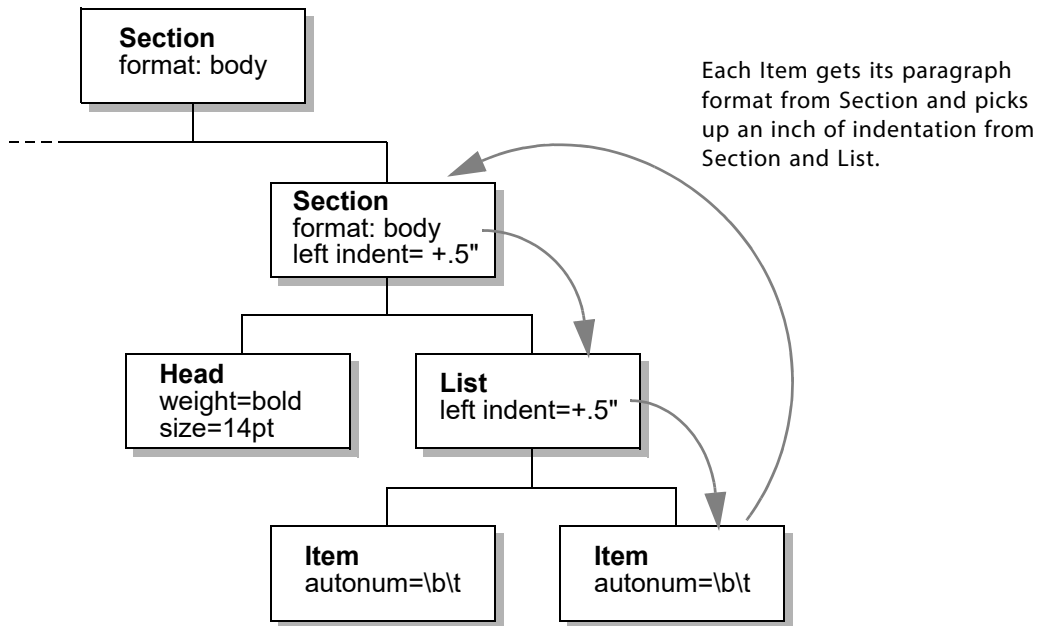 Section
format: body
Each Item gets its paragraph
format from Section and picks
up an inch of indentation from
Section and List.
Section
format: body
left indent= +.5"
Head
weight=bold
size=14pt
List
left indent=+.5"
Item
autonum=\b\t
Item
autonum=\b\t